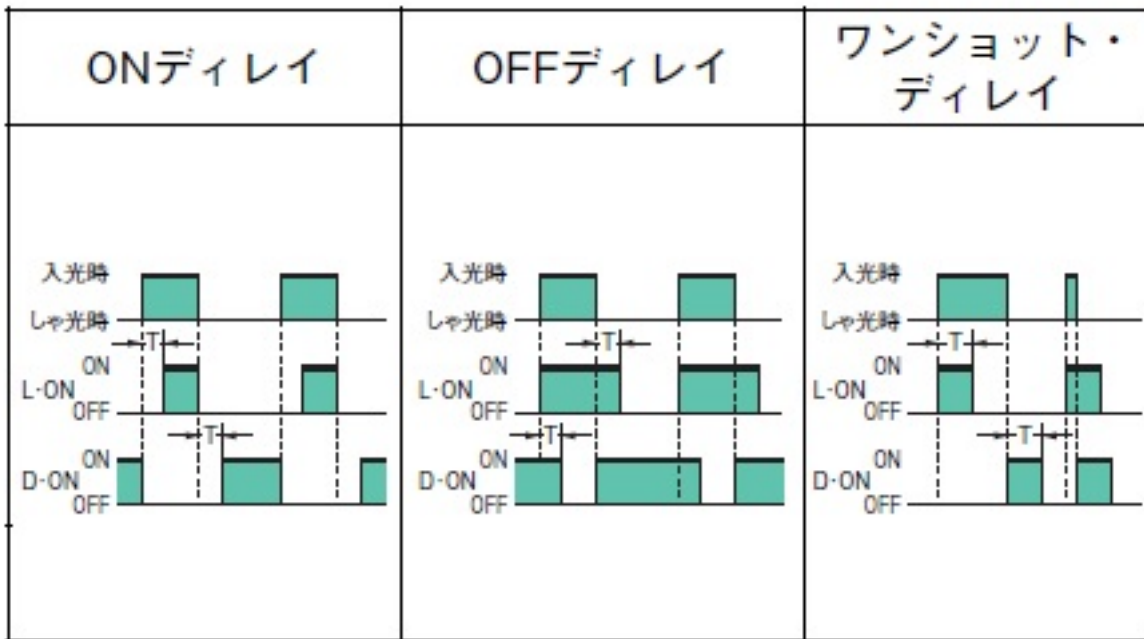 ONディレイ
OFFディレイ
ワンショット・
ディレイ
入光時
しゃ光時
T
ON
L・ON
OFF
T
ON
D・ON
OFF
入光時
しゃ光時
T
ON
L・ON
OFF
T
ON
D・ON
OFF
入光時
しゃ光時
T
ON
L・ON
OFF
T
ON
D・ON
OFF